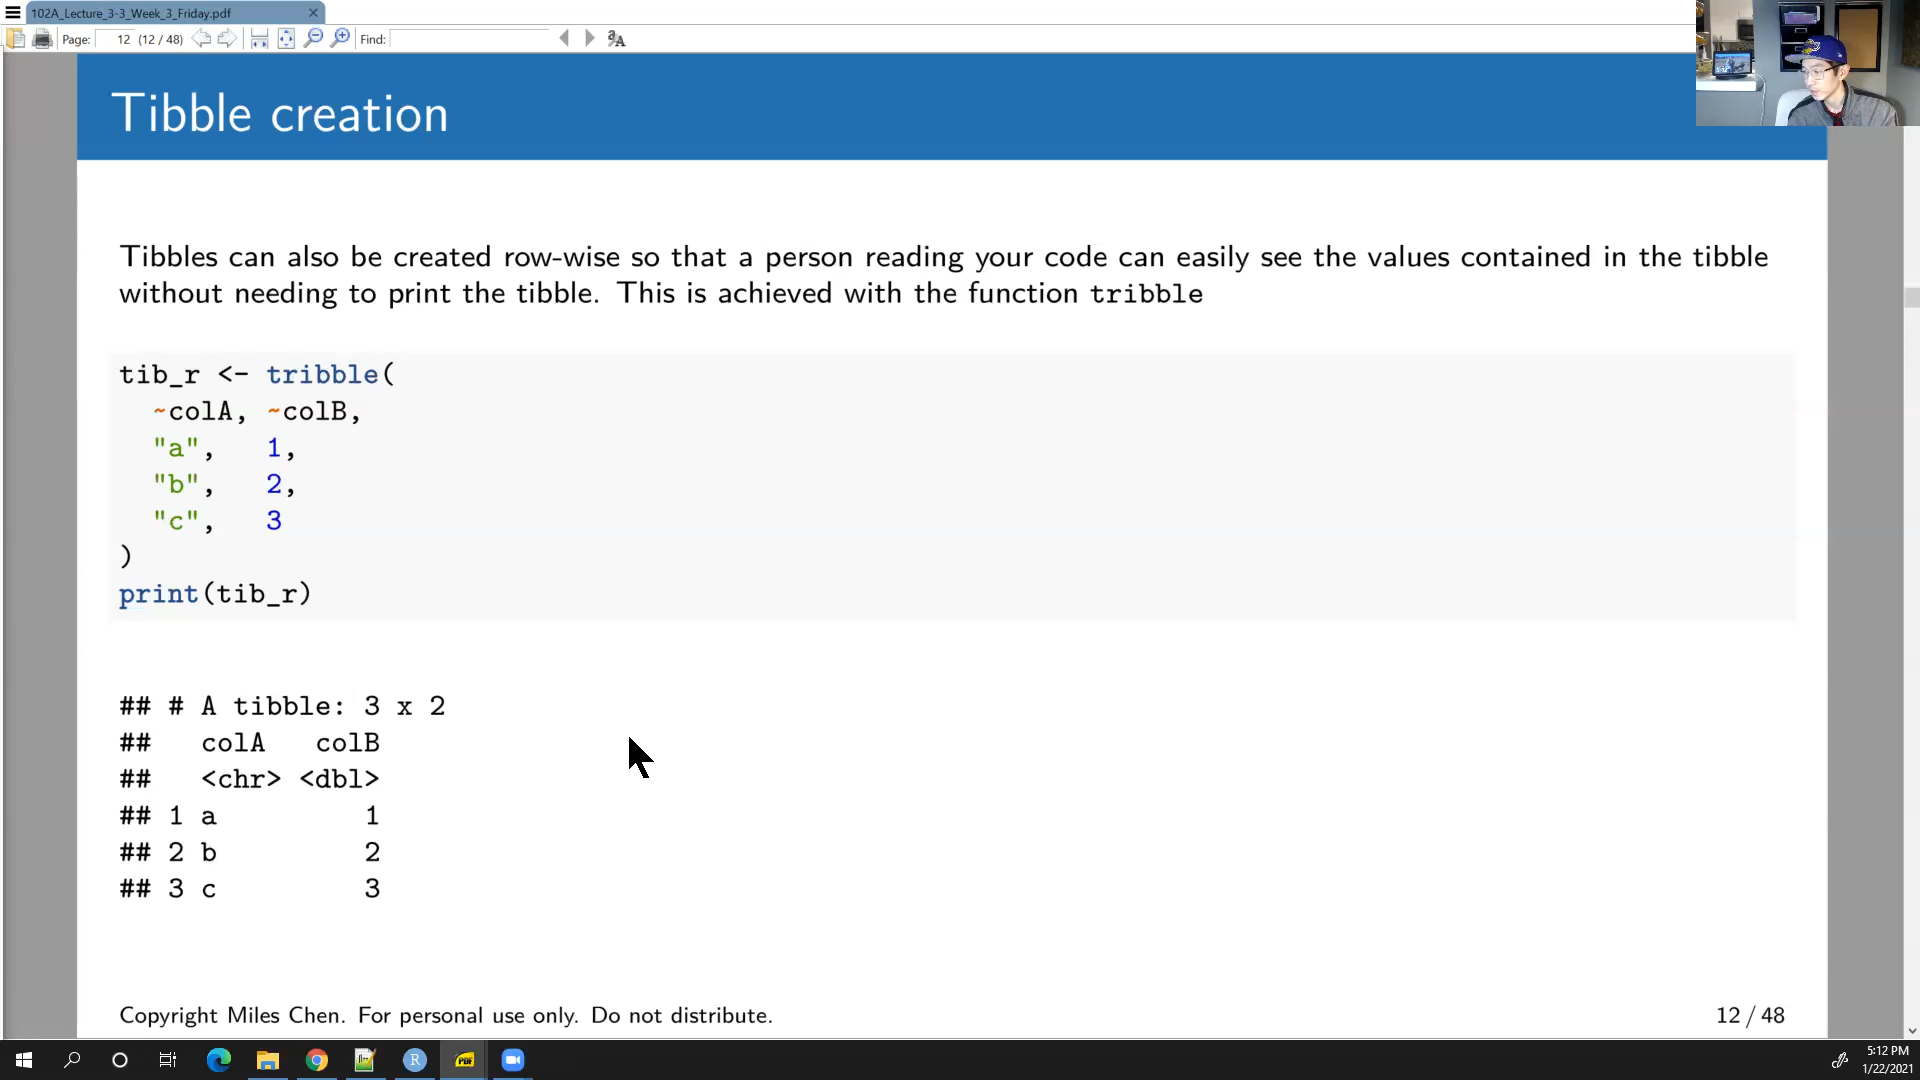 102A_Lecture_3-3_Week_3_Friday.pdf
Page: 12 (12 / 48) Find:
Tibble creation
Tibbles can also be created row-wise so that a person reading your code can easily see the values contained in the tibble
without needing to print the tibble. This is achieved with the function tribble
tib_r <- tribble(
~colA, ~colB,
"a", 1,
"b", 2,
"c", 3
)
print(tib_r)
## # A tibble: 3 x 2
## colA colB
## <chr> <dbl>
## 1 a 1
## 2 b 2
## 3 c 3
Copyright Miles Chen. For personal use only. Do not distribute.
12 / 48
5:12 PM
1/22/2021